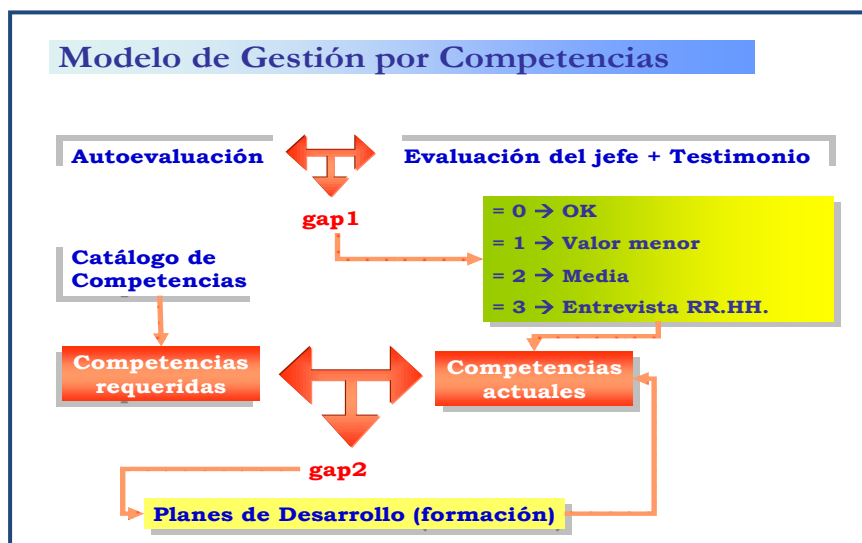 Modelo de Gestión por Competencias
Autoevaluación
Evaluación del jefe + Testimonio
gap1
= 0 → OK
= 1 → Valor menor
= 2 → Media
= 3 → Entrevista RR.HH.
Catálogo de
Competencias
Competencias
requeridas
Competencias
actuales
gap2
Planes de Desarrollo (formación)